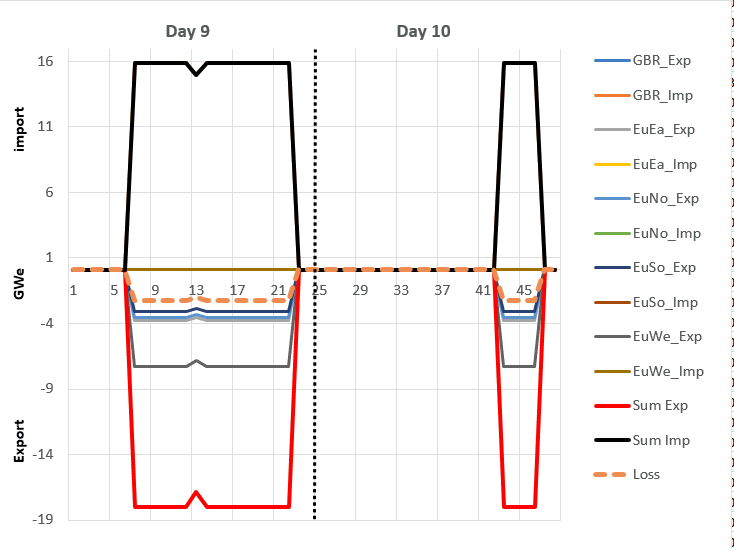 Day 9
Day 10
16
11
6
1
-4
-9
-14
-19
import
GWe
Export
1 5 9 13 17 21 25 29 33 37 41 45
GBR_Exp
GBR_Imp
EuEa_Exp
EuEa_Imp
EuNo_Exp
EuNo_Imp
EuSo_Exp
EuSo_Imp
EuWe_Exp
EuWe_Imp
Sum Exp
Sum Imp
Loss